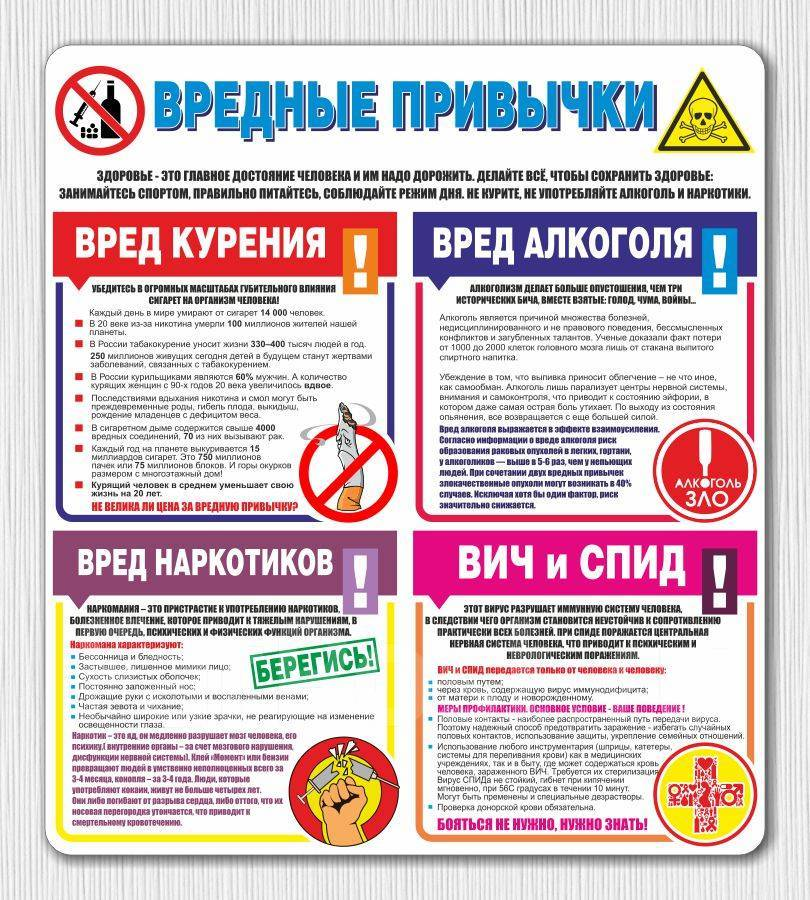 ВРЕДНЫЕ ПРИВЫЧКИ
ЗДОРОВЬЕ - ЭТО ГЛАВНОЕ ДОСТОЯНИЕ ЧЕЛОВЕКА И ИМ НАДО ДОРОЖИТЬ. ДЕЛАЙТЕ ВСЁ, ЧТОБЫ СОХРАНИТЬ ЗДОРОВЬЕ:
ЗАНИМАЙТЕСЬ СПОРТОМ, ПРАВИЛЬНО ПИТАЙТЕСЬ, СОБЛЮДАЙТЕ РЕЖИМ ДНЯ. НЕ КУРИТЕ, НЕ УПОТРЕБЛЯЙТЕ АЛКОГОЛЬ И НАРКОТИКИ.
ВРЕД КУРЕНИЯ !
УБЕДИТЕСЬ В ОГРОМНЫХ МАСШТАБАХ ГУБИТЕЛЬНОГО ВЛИЯНИЯ
СИГАРЕТ НА ОРГАНИЗМ ЧЕЛОВЕКА!
Каждый день в мире умирают от сигарет 14 000 человек.
В 20 веке из-за никотина умерли 100 миллионов жителей нашей
планеты.
В России табакокурение уносит жизни 330–400 тысяч людей в год.
250 миллионов живущих сегодня детей в будущем станут жертвами
заболеваний, связанных с табакокурением.
В России курильщиками являются 60% мужчин. А количество
курящих женщин с 90-х годов 20 века увеличилось вдвое.
Последствиями вдыхания никотина и смол могут быть
преждевременные роды, гибель плода, выкидыш,
рождение младенцев с дефицитом веса.
В сигаретном дыме содержится свыше 4000
вредных соединений, 70 из них вызывают рак.
Каждый год на планете выкуривается 15
миллиардов сигарет. Это 750 миллионов
пачек или 75 миллионов блоков. И горы окурков
размером с многоэтажный дом!
Курящий человек в среднем уменьшает свою
жизнь на 20 лет.
НЕ ВЕЛИКА ЛИ ЦЕНА ЗА ВРЕДНУЮ ПРИВЫЧКУ?
ВРЕД АЛКОГОЛЯ !
АЛКОГОЛИЗМ ДЕЛАЕТ БОЛЬШЕ ОПУСТОШЕНИЯ, ЧЕМ ТРИ
ИСТОРИЧЕСКИХ БИЧА, ВМЕСТЕ ВЗЯТЫЕ: ГОЛОД, ЧУМА, ВОЙНЫ...
Алкоголь является причиной множества болезней,
недисциплинированного и не правового поведения, бессмысленных
конфликтов и загубленных талантов. Ученые доказали факт потери
от 1000 до 2000 клеток головного мозга лишь от стакана выпитого
спиртного напитка.
Убеждение в том, что выпивка приносит облегчение – не что иное,
как самообман. Алкоголь лишь парализует центры нервной системы,
внимания и самоконтроля, что приводит к состоянию эйфории, в
котором даже самая острая боль утихает. По выходу из состояния
опьянения, все возвращается с еще большей силой.
Вред алкоголя выражается в эффекте взаимоусиления.
Согласно информации о вреде алкоголя риск
образования раковых опухолей в легких, гортани,
у алкоголиков — выше в 5-6 раз, чем у непьющих
людей. При сочетании двух вредных привычек
злокачественные опухоли могут возникать в 40%
случаев. Исключая хотя бы один фактор, риск
значительно снижается.
АЛКОГОЛЬ
ЗЛО
ВРЕД НАРКОТИКОВ !
НАРКОМАНИЯ – ЭТО ПРИСТРАСТИЕ К УПОТРЕБЛЕНИЮ НАРКОТИКОВ,
БОЛЕЗНЕННОЕ ВЛЕЧЕНИЕ, КОТОРОЕ ПРИВОДИТ К ТЯЖЕЛЫМ НАРУШЕНИЯМ, В
ПЕРВУЮ ОЧЕРЕДЬ, ПСИХИЧЕСКИХ И ФИЗИЧЕСКИХ ФУНКЦИЙ ОРГАНИЗМА.
Наркомана характеризуют:
Бессонница и бледность;
Застывшее, лишенное мимики лицо;
Сухость слизистых оболочек;
Постоянно заложенный нос;
Дрожащие руки с исколотыми и воспаленными венами;
Частая зевота и чихание;
Необычайно широкие или узкие зрачки, не реагирующие на изменение
освещенности глаза.
БЕРЕГИСЬ!
Наркотик – это яд, он медленно разрушает мозг человека, его
психику,( внутренние органы – за счет мозгового нарушения,
дисфункции нервной системы). Клей «Момент» или бензин
превращают людей в умственно неполноценных всего за
3-4 месяца, конопля – за 3-4 года. Люди, которые
употребляют кокаин, живут не больше четырех лет.
Они либо погибают от разрыва сердца, либо оттого, что их
носовая перегородка утончается, что приводит к
смертельному кровотечению.
ВИЧ и СПИД !
ЭТОТ ВИРУС РАЗРУШАЕТ ИММУННУЮ СИСТЕМУ ЧЕЛОВЕКА,
В СЛЕДСТВИИ ЧЕГО ОРГАНИЗМ СТАНОВИТСЯ НЕУСТОЙЧИВ К СОПРОТИВЛЕНИЮ
ПРАКТИЧЕСКИ ВСЕХ БОЛЕЗНЕЙ. ПРИ СПИДЕ ПОРАЖАЕТСЯ ЦЕНТРАЛЬНАЯ
НЕРВНАЯ СИСТЕМА ЧЕЛОВЕКА, ЧТО ПРИВОДИТ К ПСИХИЧЕСКИМ И
НЕВРОЛОГИЧЕСКИМ ПОРАЖЕНИЯМ.
ВИЧ и СПИД передается только от человека к человеку:
половым путем;
через кровь, содержащую вирус иммунодифицита;
от матери к плоду и новорожденному.
МЕРЫ ПРОФИЛАКТИКИ. ОСНОВНОЕ УСЛОВИЕ - ВАШЕ ПОВЕДЕНИЕ !
Половые контакты - наиболее распространенный путь передачи вируса.
Поэтому надежный способ предотвратить заражение - избегать случайных
половых контактов, использование защиты, укрепление семейных отношений.
Использование любого инструментария (шприцы, катетеры,
системы для переливания крови) как в медицинских
учреждениях, так и в быту, где может содержаться кровь
человека, зараженного ВИЧ. Требуется их стерилизация
Вирус СПИДа не стойкий, гибнет при кипячении
мгновенно, при 56С градусах в течении 10 минут.
Могут быть применены и специальные дезрастворы.
Проверка донорской крови обязательна.
БОЯТЬСЯ НЕ НУЖНО, НУЖНО ЗНАТЬ!